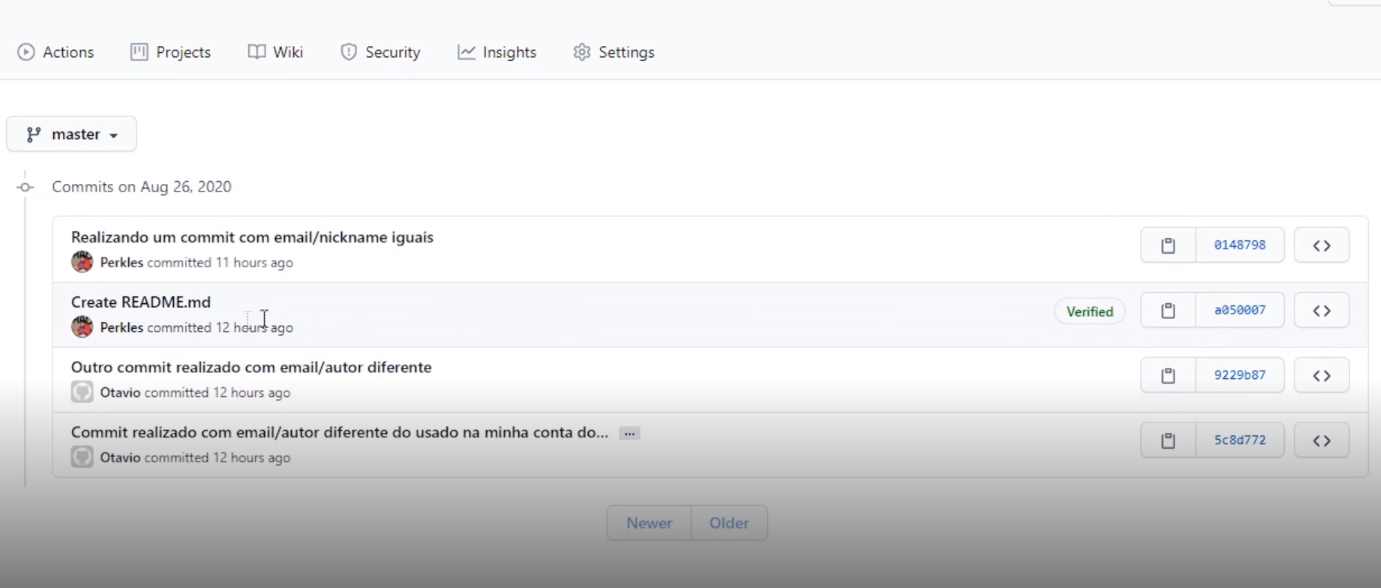 Actions Projects Wiki Security Insights Settings
master
Commits on Aug 26, 2020
Realizando um commit com email/nickname iguais
Perkles committed 11 hours ago
0148798
Create README.md
Perkles committed 12 hours ago
Verified
a050007
Outro commit realizado com email/autor diferente
Otavio committed 12 hours ago
9229b87
Commit realizado com email/autor diferente do usado na minha conta do... ...
Otavio committed 12 hours ago
5c8d772
Newer Older